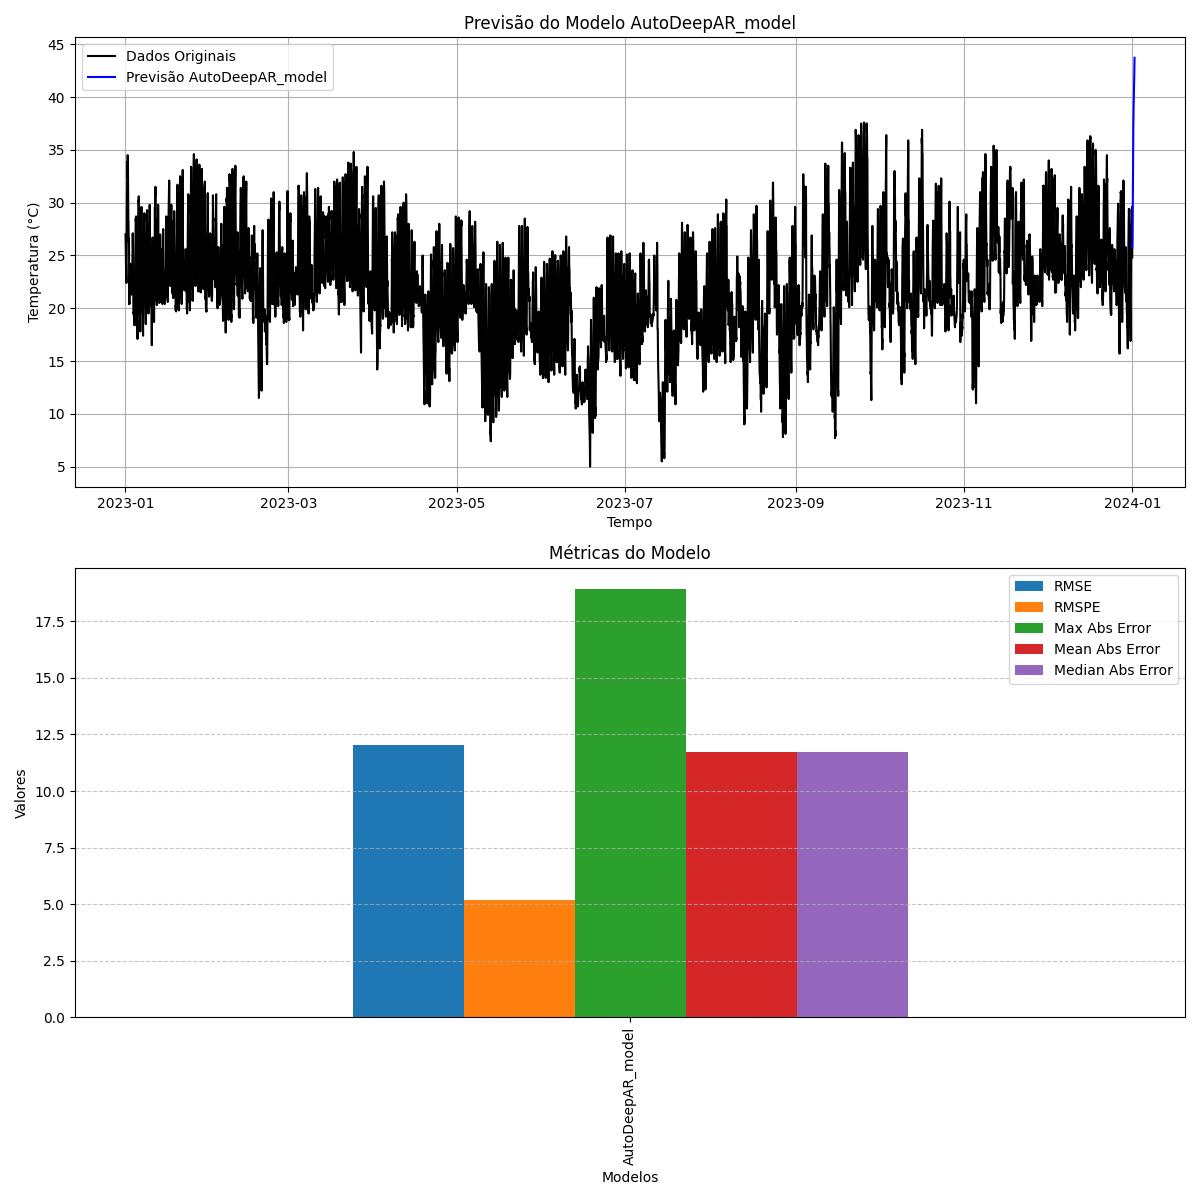 Previsão do Modelo AutoDeepAR_model
Dados Originais
Previsão AutoDeepAR_model
Temperatura (°C)
45
40
35
30
25
20
15
10
5
2023-01
2023-03
2023-05
2023-07
2023-09
2023-11
2024-01
Tempo
Métricas do Modelo
RMSE
RMSPE
Max Abs Error
Mean Abs Error
Median Abs Error
Valores
17.5
15.0
12.5
10.0
7.5
5.0
2.5
0.0
AutoDeepAR_model
Modelos